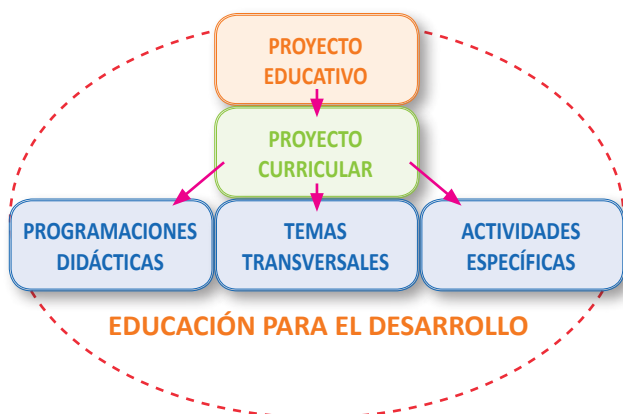 PROYECTO
EDUCATIVO
PROYECTO
CURRICULAR
PROGRAMACIONES
DIDÁCTICAS
TEMAS
TRANSVERSALES
ACTIVIDADES
ESPECÍFICAS
EDUCACIÓN PARA EL DESARROLLO